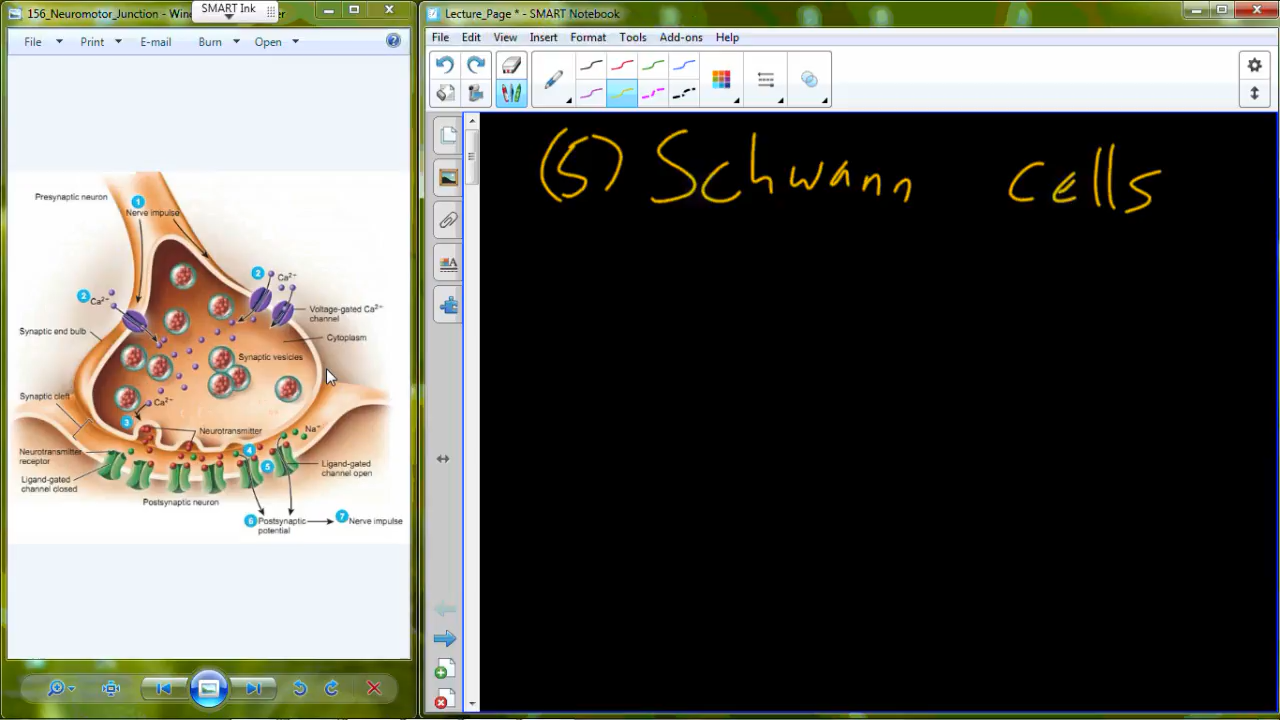 156_Neuromotor_Junction - Win
SMART Ink
er
File Print E-mail Burn Open
Presynaptic neuron
1
Nerve impulse
2
Ca2+
2
Ca2+
Voltage-gated Ca2+
channel
Synaptic end bulb
Cytoplasm
Synaptic vesicles
Synaptic cleft
Ca2+
3
Neurotransmitter
Na+
4
Neurotransmitter
receptor
5
Ligand-gated
channel open
Ligand-gated
channel closed
Postsynaptic neuron
6 Postsynaptic
potential
7 Nerve impulse
Lecture_Page * - SMART Notebook
File Edit View Insert Format Tools Add-ons Help
(5) Schwann cells